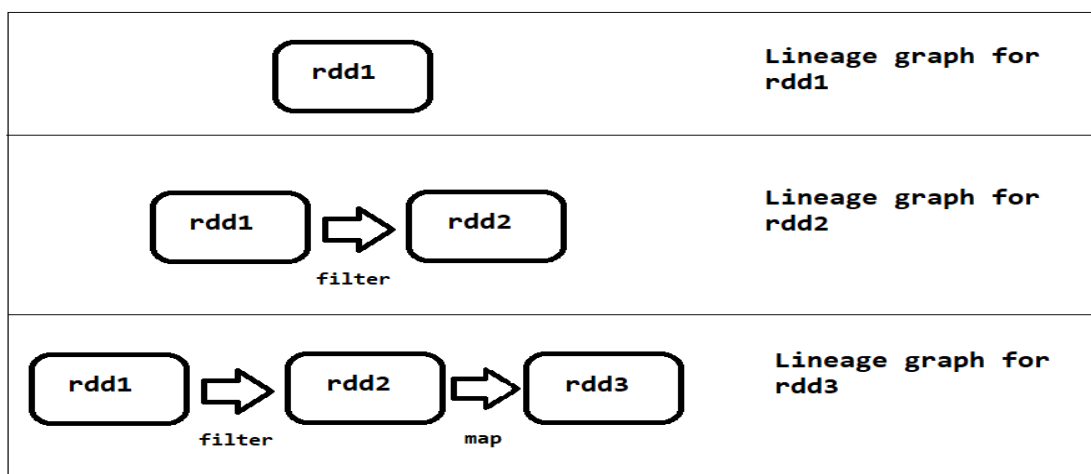 rdd1
Lineage graph for
rdd1
rdd1
rdd2
filter
Lineage graph for
rdd2
rdd1
rdd2
rdd3
filter
map
Lineage graph for
rdd3